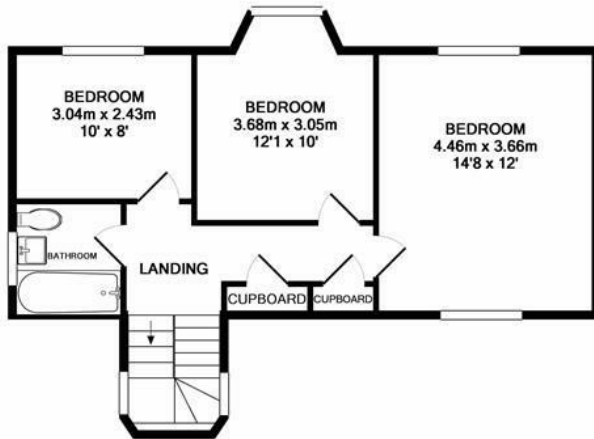 BEDROOM
3.04m x 2.43m
10' x 8'
BEDROOM
3.68m x 3.05m
12'1 x 10'
BEDROOM
4.46m x 3.66m
14'8 x 12'
BATHROOM
LANDING
CUPBOARD
CUPBOARD